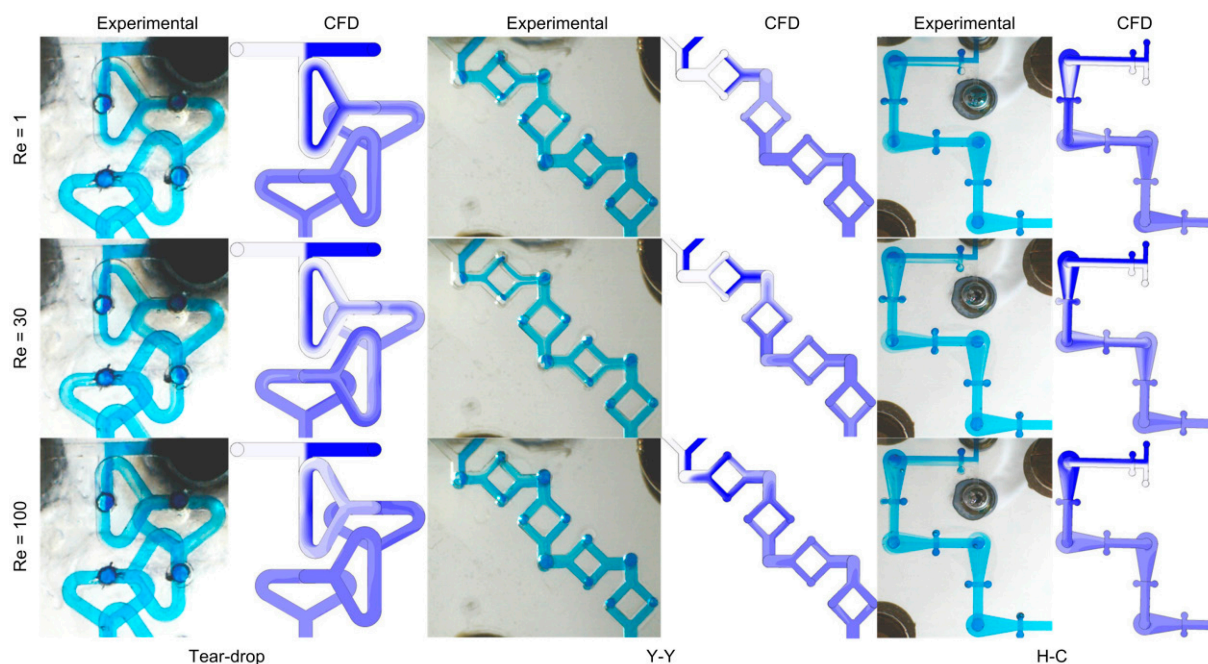 Experimental CFD Experimental CFD Experimental CFD
Re = 1
Re = 30
Re = 100
Tear-drop Y-Y H-C